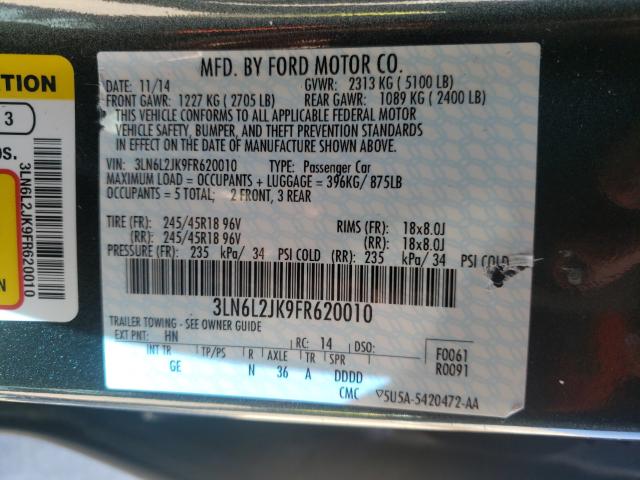 TION
3
OS.
3LN6L2JK9FR620010
N
MFD. BY FORD MOTOR CO.
DATE: 11/14 GVWR: 2313 KG ( 5100 LB)
FRONT GAWR: 1227 KG ( 2705 LB) REAR GAWR: 1089 KG ( 2400 LB)
THIS VEHICLE CONFORMS TO ALL APPLICABLE FEDERAL MOTOR
VEHICLE SAFETY, BUMPER, AND THEFT PREVENTION STANDARDS
IN EFFECT ON THE DATE OF MANUFACTURE SHOWN ABOVE.
VIN: 3LN6L2JK9FR620010 TYPE: Passenger Car
MAXIMUM LOAD = OCCUPANTS + LUGGAGE = 396KG/ 875LB
OCCUPANTS = 5 TOTAL; 2 FRONT, 3 REAR
TIRE (FR): 245/45R18 96V RIMS (FR): 18x8.0J
(RR): 245/45R18 96V (RR): 18x8.0J
PRESSURE (FR): 235 kPa/ 34 PSI COLD (RR): 235 kPa/ 34 PSI COLD
3LN6L2JK9FR620010
TRAILER TOWING - SEE OWNER GUIDE
EXT PNT: HN RC: 14 DSO: F0061
INT TR TP/PS R AXLE TR SPR R0091
GE N 36 A DDDD
CMC ▽5U5A-5420472-AA